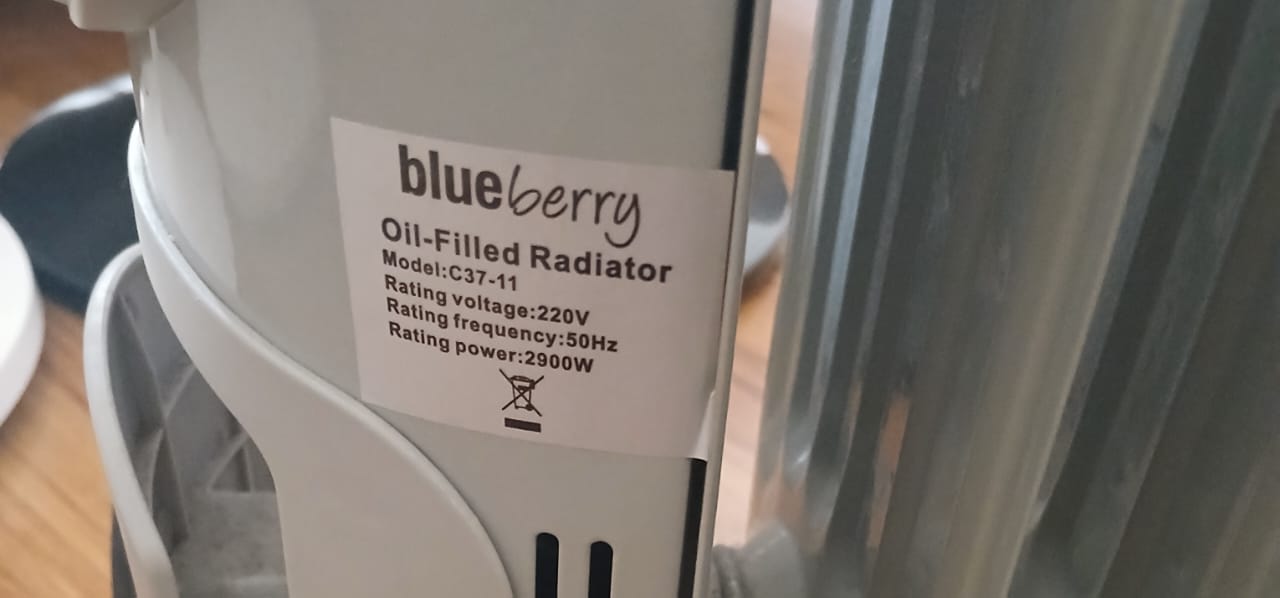 blueberry
Oil-Filled Radiator
Model:C37-11
Rating voltage:220V
Rating frequency:50Hz
Rating power:2900W